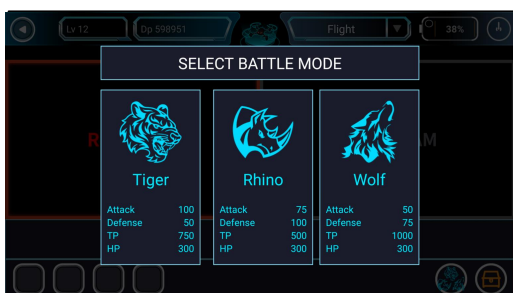 Lv 12
Dp 598951
Flight
38%
SELECT BATTLE MODE
Tiger
Attack 100
Defense 50
TP 750
HP 300
Rhino
Attack 75
Defense 100
TP 500
HP 300
Wolf
Attack 50
Defense 75
TP 1000
HP 300